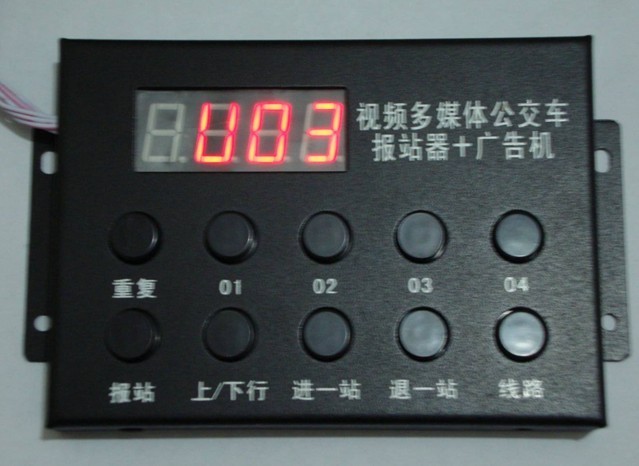 U03
视频多媒体公交车
报站器+广告机
重复 01 02 03 04
报站 上/下行 进一站 退一站 线路